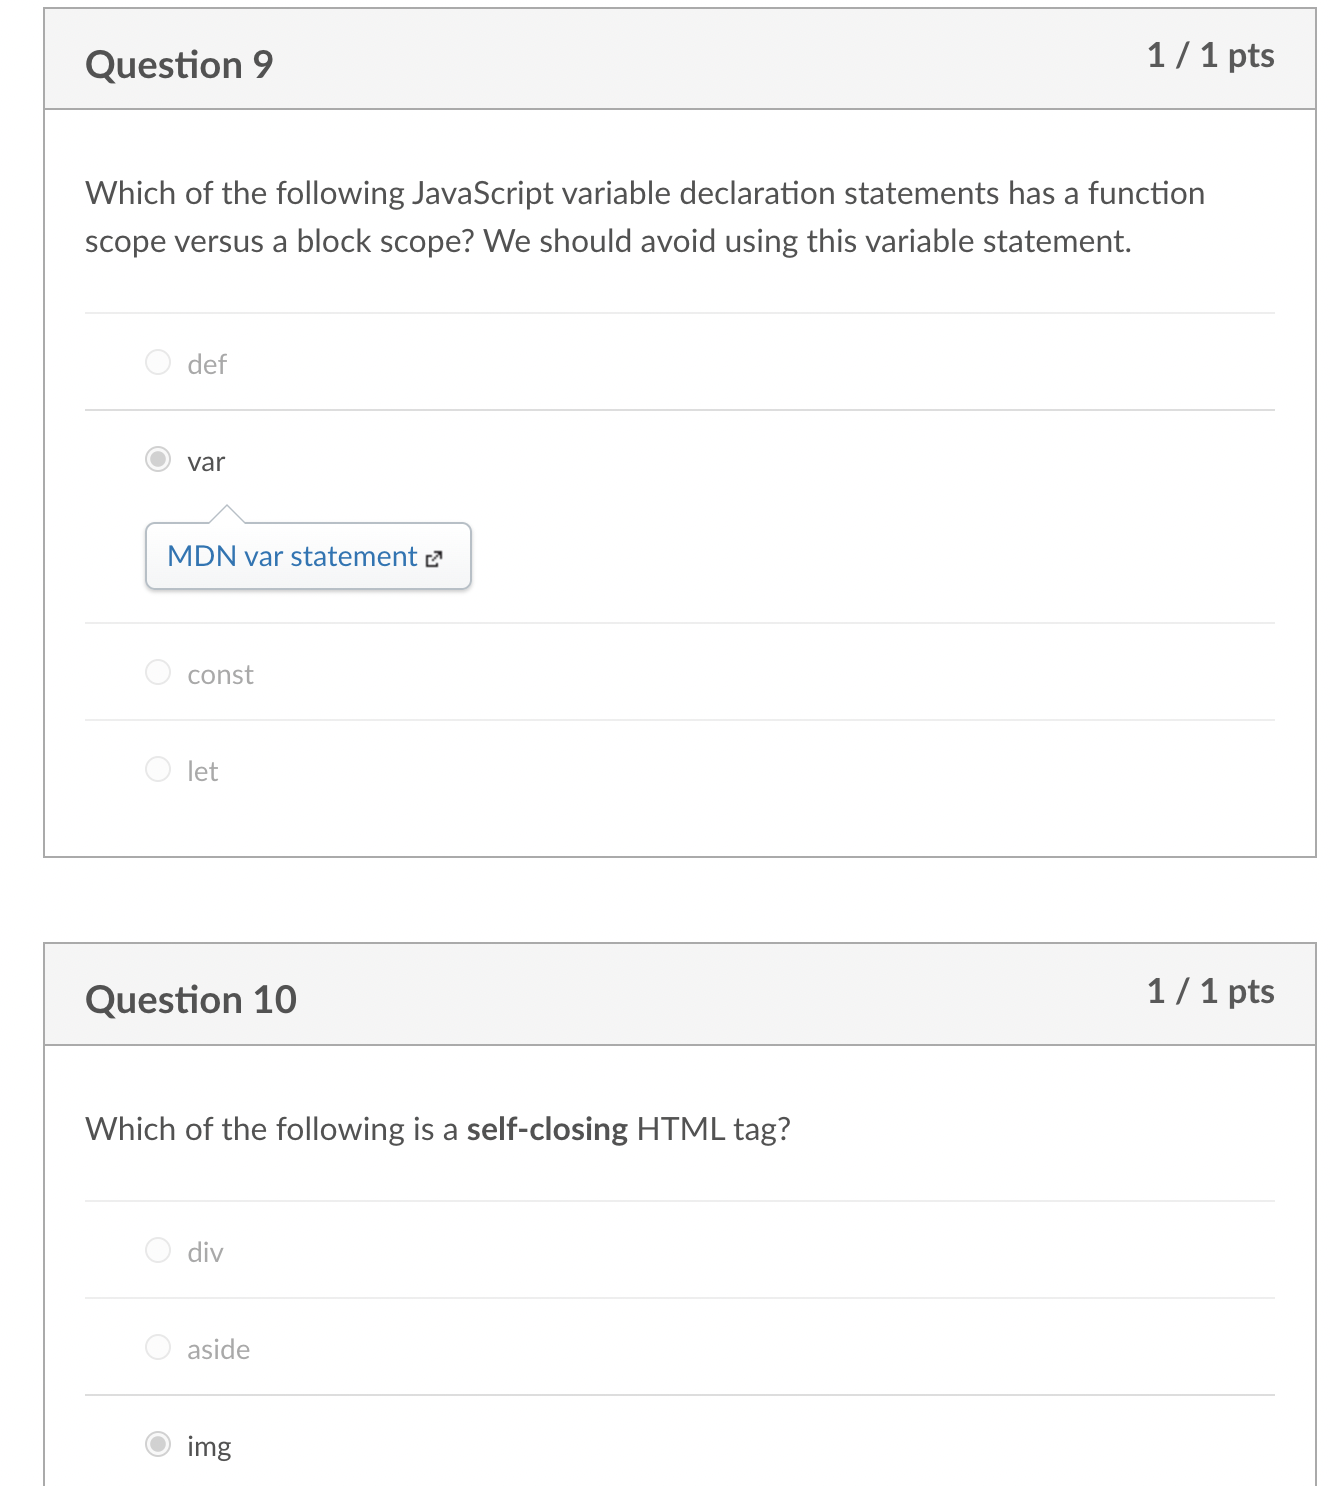 Question 9
1 / 1 pts
Which of the following JavaScript variable declaration statements has a function
scope versus a block scope? We should avoid using this variable statement.
def
var
MDN var statement
const
let
Question 10
1 / 1 pts
Which of the following is a self-closing HTML tag?
div
aside
img